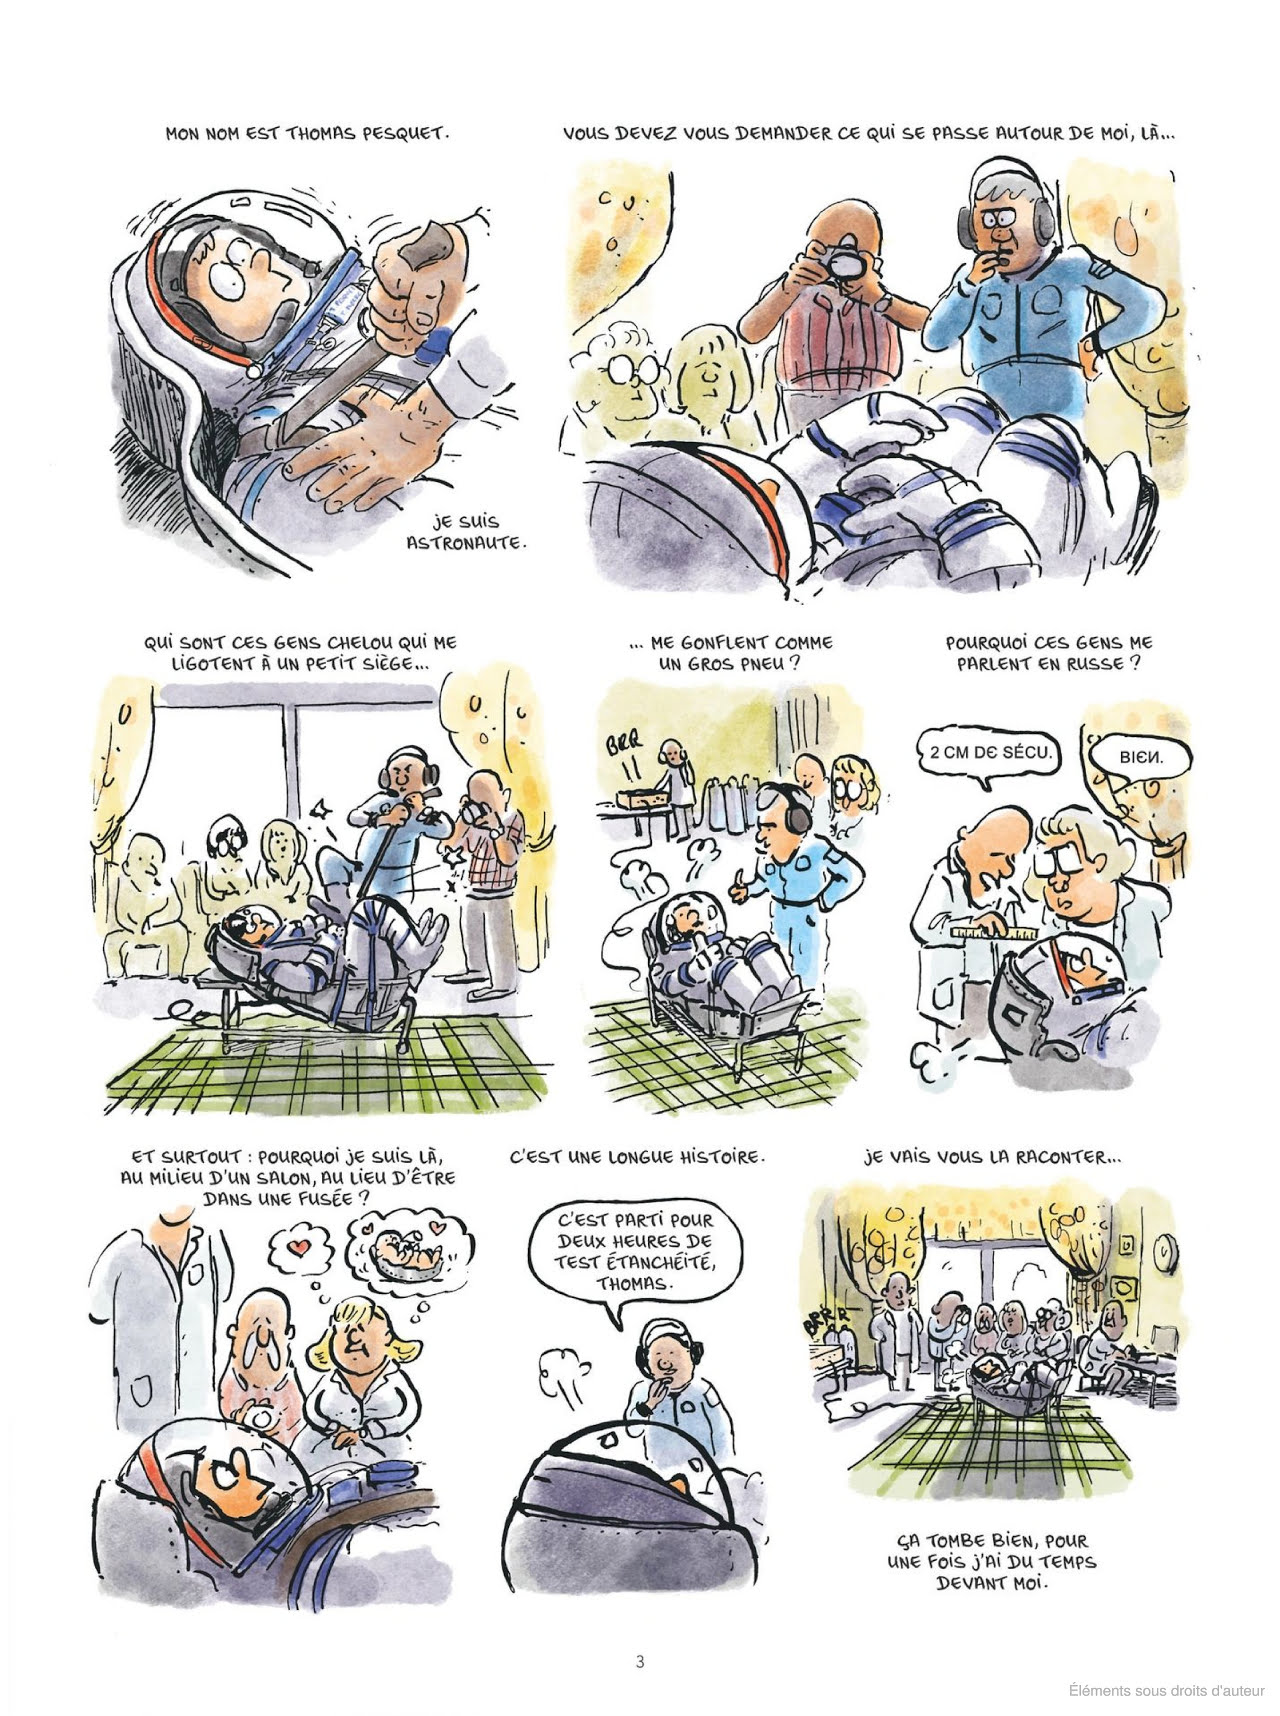 MON NOM EST THOMAS PESQUET.
JE SUIS
ASTRONAUTE.
VOUS DEVEZ VOUS DEMANDER CE QUI SE PASSE AUTOUR DE MOI, LÀ...
QUI SONT CES GENS CHELOU QUI ME
LIGOTENT À UN PETIT SIÈGE...
... ME GONFLENT COMME
UN GROS PNEU ?
BRR
POURQUOI CES GENS ME
PARLENT EN RUSSE ?
2 CM DЄ SÉCU.
BIЄИ.
ET SURTOUT : POURQUOI JE SUIS LÀ,
AU MILIEU D'UN SALON, AU LIEU D'ÊTRE
DANS UNE FUSÉE ?
C'EST UNE LONGUE HISTOIRE.
C'EST PARTI POUR
DEUX HEURES DE
TEST ÉTANCHÉITÉ,
THOMAS.
JE VAIS VOUS LA RACONTER...
BRRR
ÇA TOMBE BIEN, POUR
UNE FOIS J'AI DU TEMPS
DEVANT MOI.
3
Éléments sous droits d'auteur